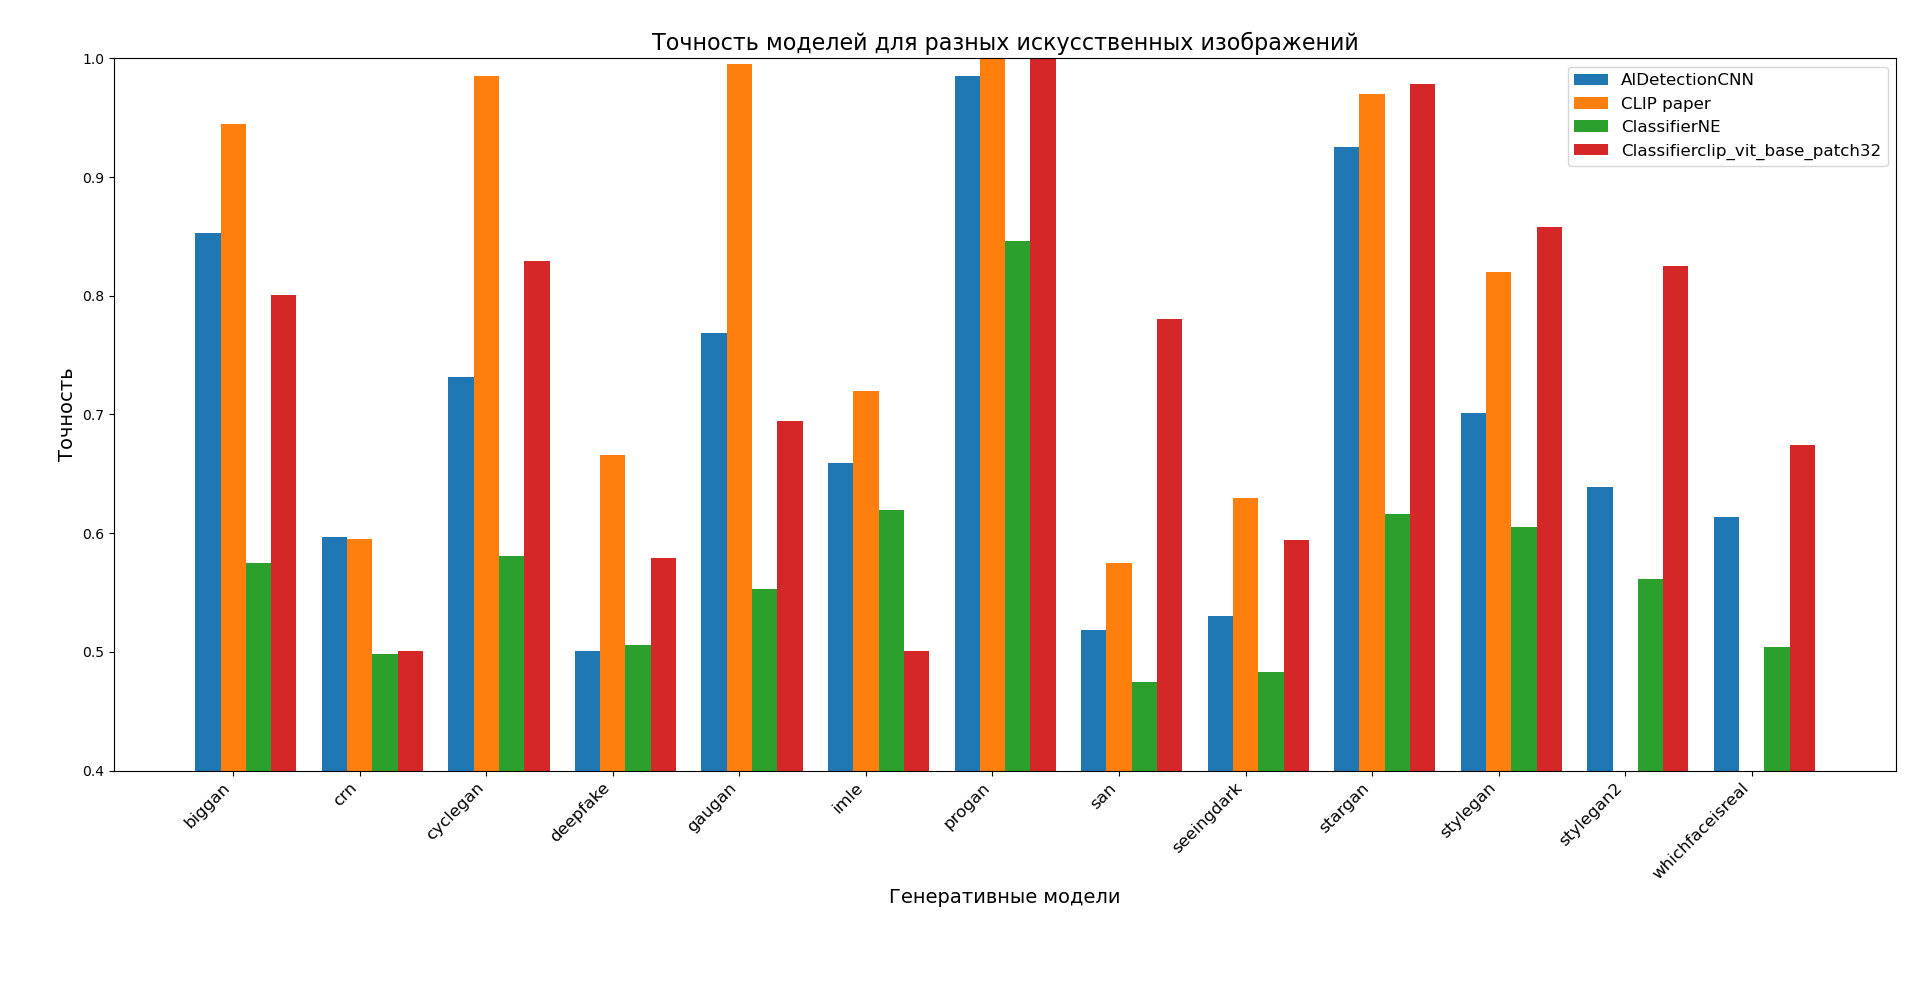 Точность моделей для разных искусственных изображений
AIDetectionCNN
CLIP paper
ClassifierNE
Classifierclip_vit_base_patch32
Точность
1.0
0.9
0.8
0.7
0.6
0.5
0.4
biggan
crn
cyclegan
deepfake
gaugan
imle
progan
san
seeingdark
stargan
stylegan
stylegan2
whichfaceisreal
Генеративные модели